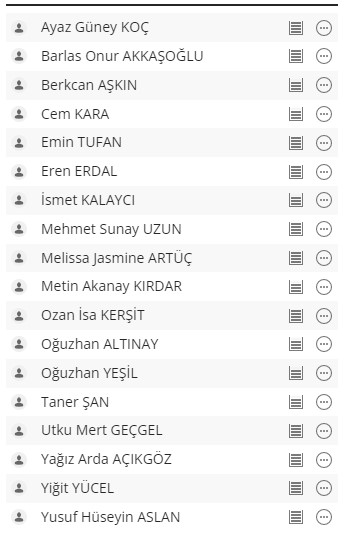 Ayaz Güney KOÇ
Barlas Onur AKKAŞOĞLU
Berkcan AŞKIN
Cem KARA
Emin TUFAN
Eren ERDAL
İsmet KALAYCI
Mehmet Sunay UZUN
Melissa Jasmine ARTÜÇ
Metin Akanay KIRDAR
Ozan İsa KERŞİT
Oğuzhan ALTINAY
Oğuzhan YEŞİL
Taner ŞAN
Utku Mert GEÇGEL
Yağız Arda AÇIKGÖZ
Yiğit YÜCEL
Yusuf Hüseyin ASLAN